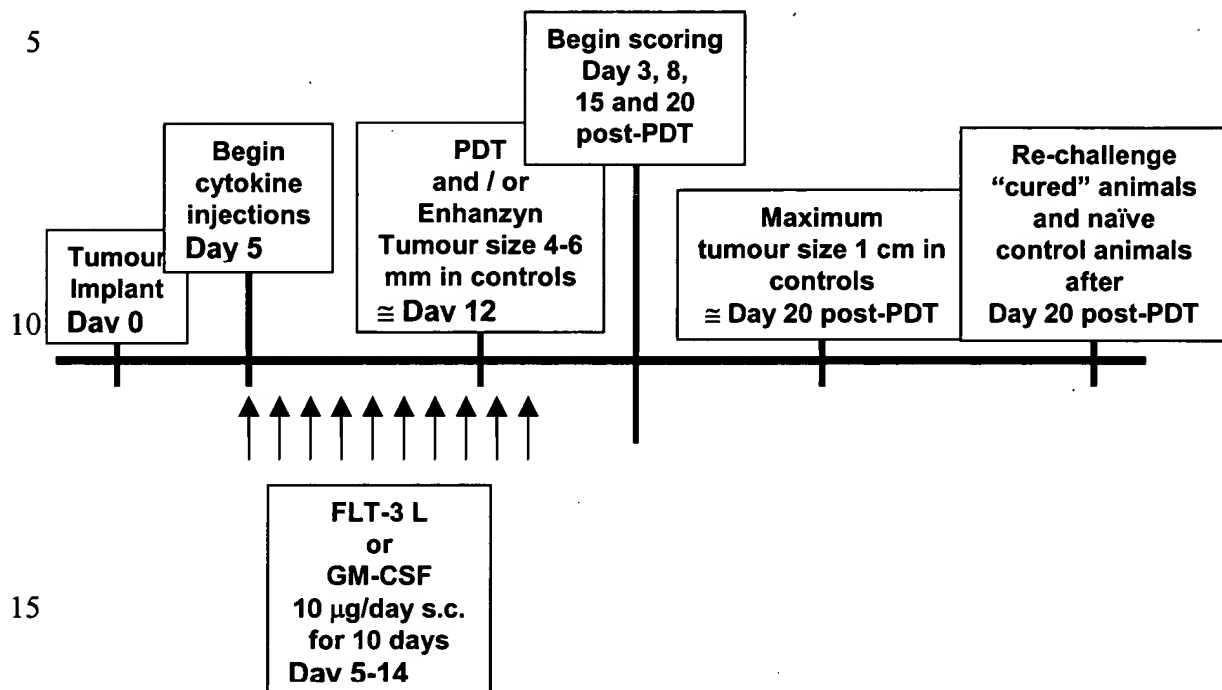 5
Begin scoring
Day 3, 8,
15 and 20
post-PDT
Begin
cytokine
injections
Day 5
PDT
and / or
Enhanzyn
Tumour size 4-6
mm in controls
≅ Day 12
Re-challenge
"cured" animals
and naïve
control animals
after
Day 20 post-PDT
Maximum
tumour size 1 cm in
controls
≅ Day 20 post-PDT
Tumour
Implant
Day 0
10
FLT-3 L
or
GM-CSF
10 µg/day s.c.
for 10 days
Day 5-14
15